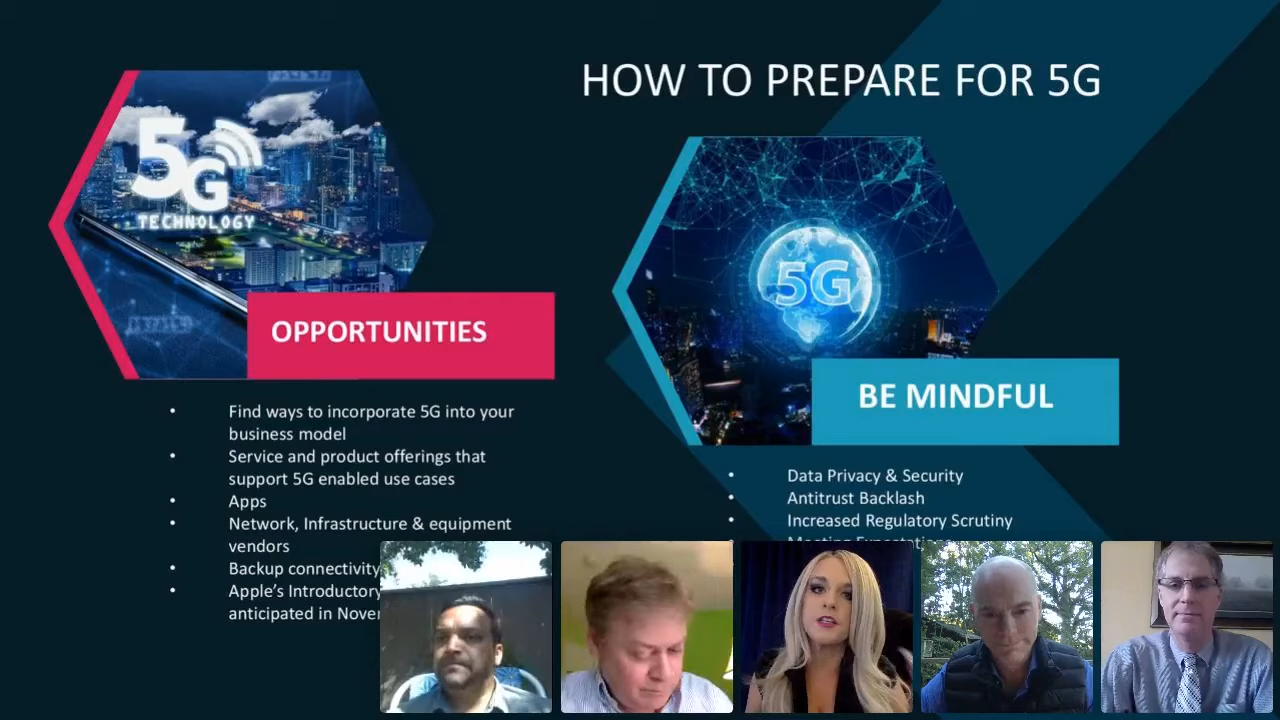 HOW TO PREPARE FOR 5G
5G
TECHNOLOGY
OPPORTUNITIES
Find ways to incorporate 5G into your
business model
Service and product offerings that
support 5G enabled use cases
Apps
Network, Infrastructure & equipment
vendors
Backup connectivity
Apple's Introductory
anticipated in
5G
BE MINDFUL
Data Privacy & Security
Antitrust Backlash
Increased Regulatory Scrutiny